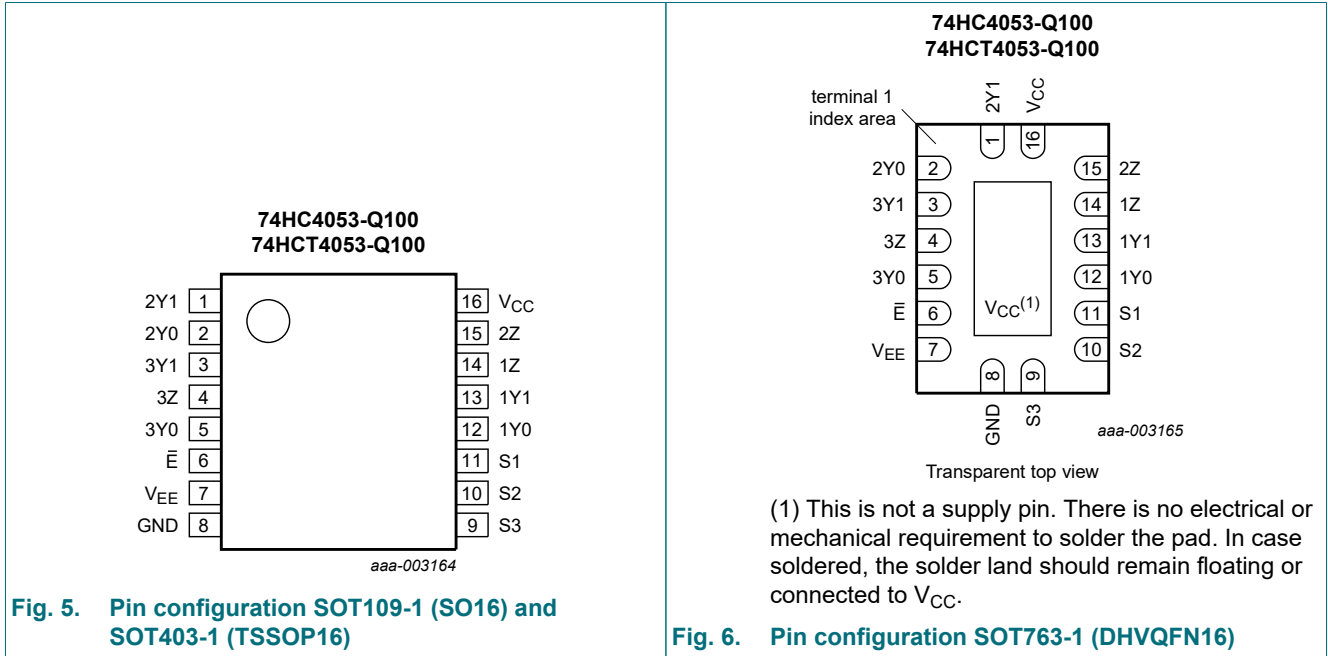 74HC4053-Q100
74HCT4053-Q100
2Y1 1
2Y0 2
3Y1 3
3Z 4
3Y0 5
E̅ 6
VEE 7
GND 8
16 VCC
15 2Z
14 1Z
13 1Y1
12 1Y0
11 S1
10 S2
9 S3
aaa-003164
Fig. 5. Pin configuration SOT109-1 (SO16) and
SOT403-1 (TSSOP16)
74HC4053-Q100
74HCT4053-Q100
terminal 1
index area
2Y1
VCC
1
16
2Y0 2
3Y1 3
3Z 4
3Y0 5
E̅ 6
VEE 7
15 2Z
14 1Z
13 1Y1
12 1Y0
11 S1
10 S2
VCC(1)
8
9
GND
S3
aaa-003165
Transparent top view
(1) This is not a supply pin. There is no electrical or
mechanical requirement to solder the pad. In case
soldered, the solder land should remain floating or
connected to VCC.
Fig. 6. Pin configuration SOT763-1 (DHVQFN16)